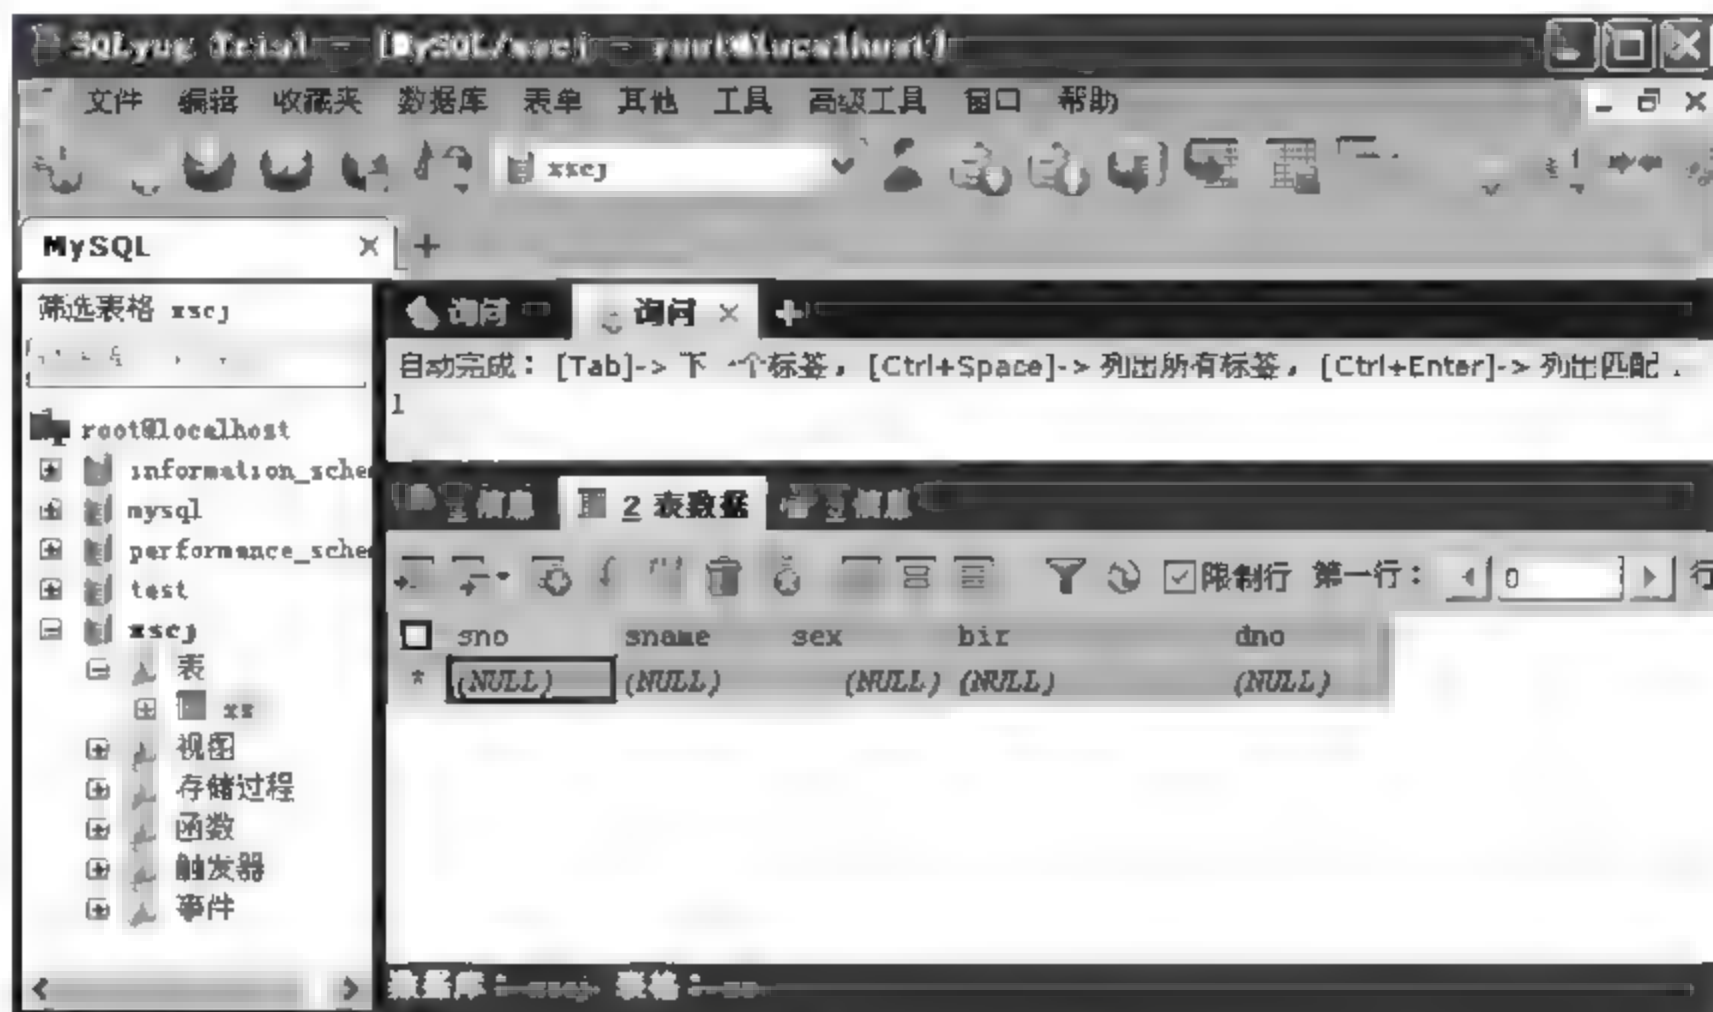 SQLyog Trial - [MySQL/xscj - root@localhost]
文件 编辑 收藏夹 数据库 表单 其他 工具 高级工具 窗口 帮助
xscj
MySQL
筛选表格 xscj
root@localhost
information_sche
mysql
performance_sche
test
xscj
表
xs
视图
存储过程
函数
触发器
事件
询问 询问
自动完成：[Tab]-> 下一个标签，[Ctrl+Space]-> 列出所有标签，[Ctrl+Enter]-> 列出匹配
1
2 表数据
限制行 第一行： 0 行
sno sname sex bir dno
* (NULL) (NULL) (NULL) (NULL) (NULL)
数据库：xscj 表格：xs